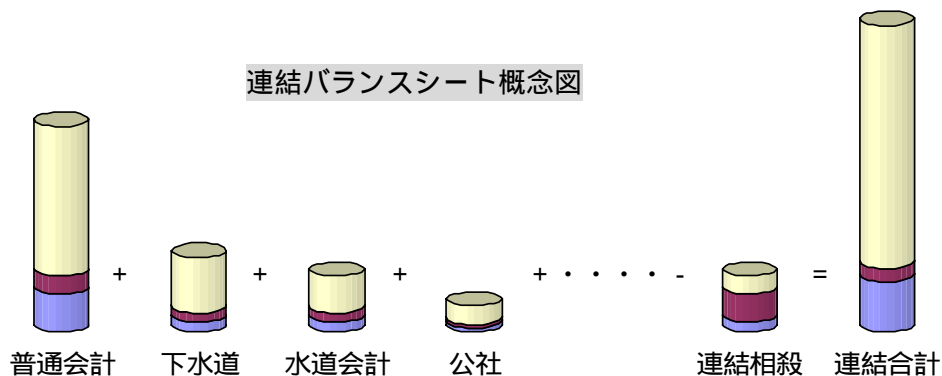 連結バランスシート概念図
+ + + +・・・・- =
普通会計 下水道 水道会計 公社 連結相殺 連結合計